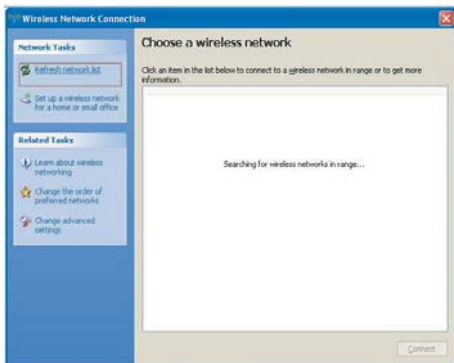 Wireless Network Connection
Network Tasks
Refresh network list
Set up a wireless network
for a home or small office
Related Tasks
Learn about wireless
networking
Change the order of
preferred networks
Change advanced
settings
Choose a wireless network
Click an item in the list below to connect to a wireless network in range or to get more
information.
Searching for wireless networks in range...
Connect